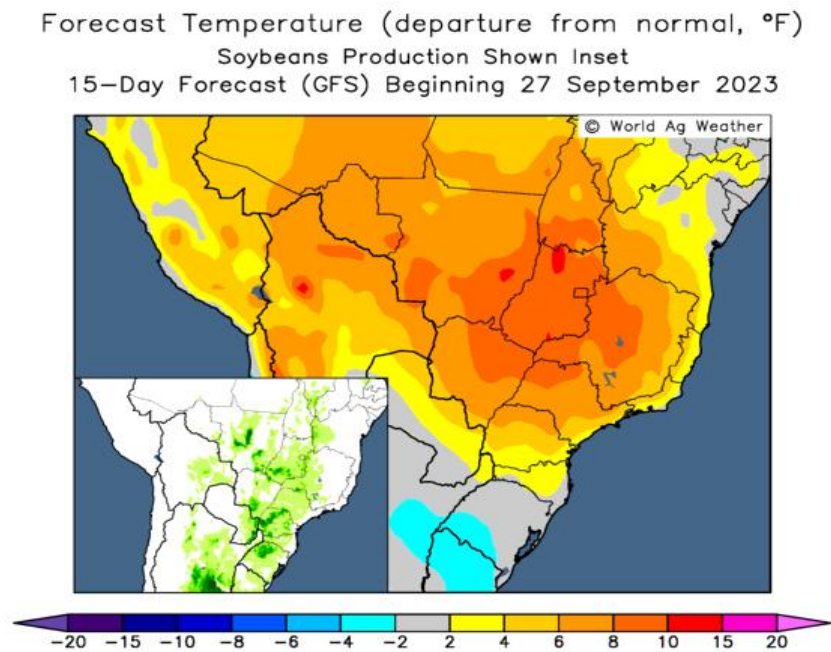 Forecast Temperature (departure from normal, °F)
Soybeans Production Shown Inset
15-Day Forecast (GFS) Beginning 27 September 2023
© World Ag Weather
-20 -15 -10 -8 -6 -4 -2 2 4 6 8 10 15 20